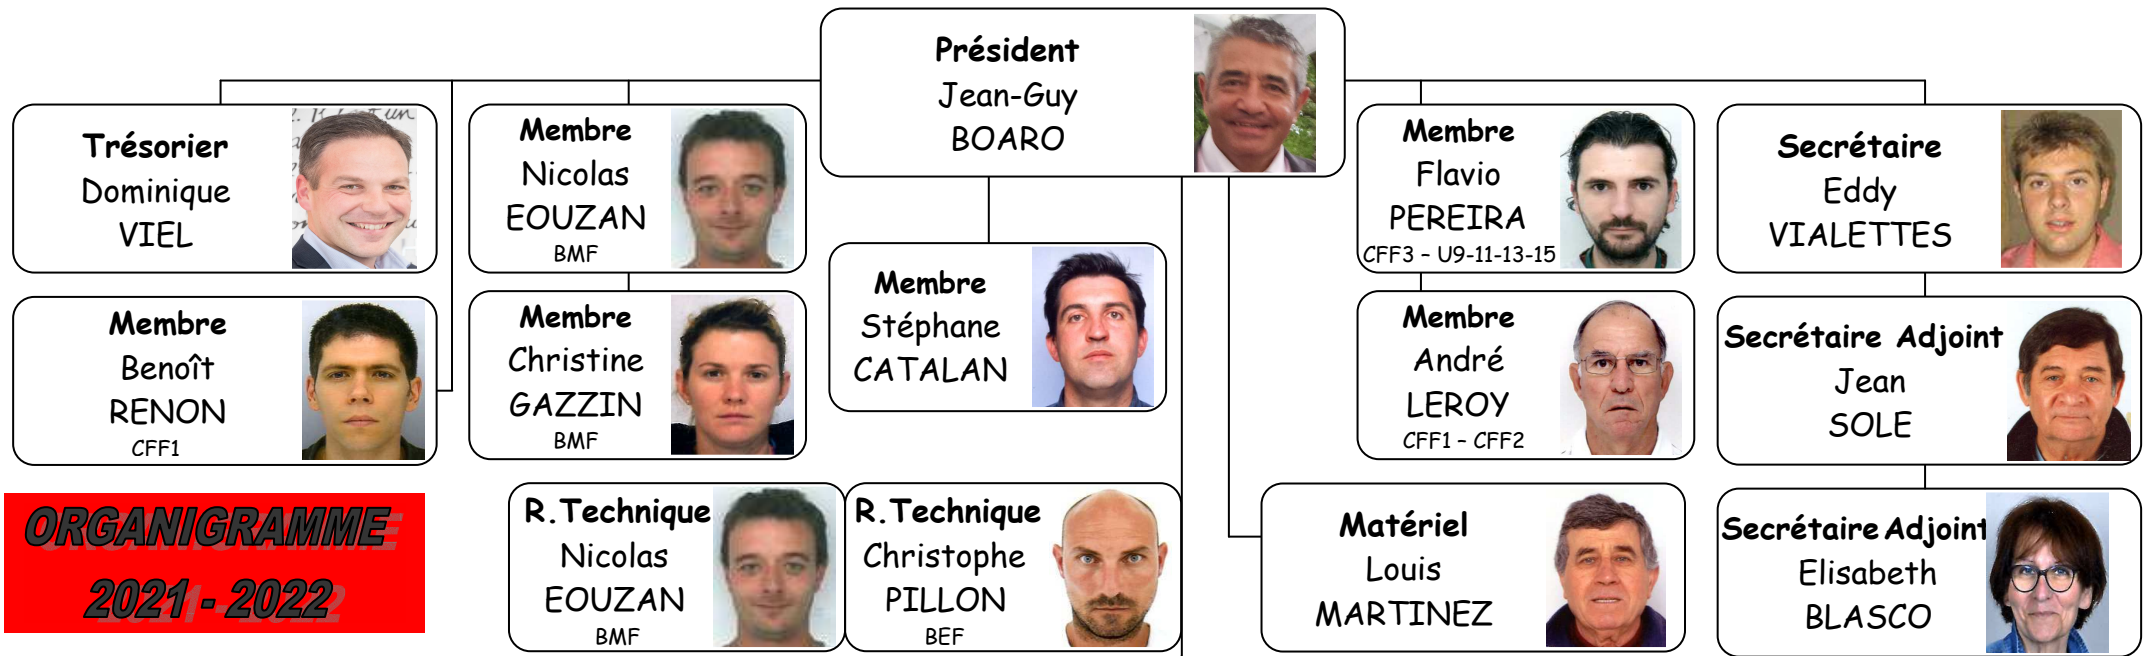 Président
Jean-Guy
BOARO
Trésorier
Dominique
VIEL
Membre
Nicolas
EOUZAN
BMF
Membre
Flavio
PEREIRA
CFF3 – U9-11-13-15
Secrétaire
Eddy
VIALETTES
Membre
Stéphane
CATALAN
Membre
Benoît
RENON
CFF1
Membre
Christine
GAZZIN
BMF
Membre
André
LEROY
CFF1 – CFF2
Secrétaire Adjoint
Jean
SOLE
ORGANIGRAMME
2021 - 2022
R.Technique
Nicolas
EOUZAN
BMF
R.Technique
Christophe
PILLON
BEF
Matériel
Louis
MARTINEZ
Secrétaire Adjoint
Elisabeth
BLASCO